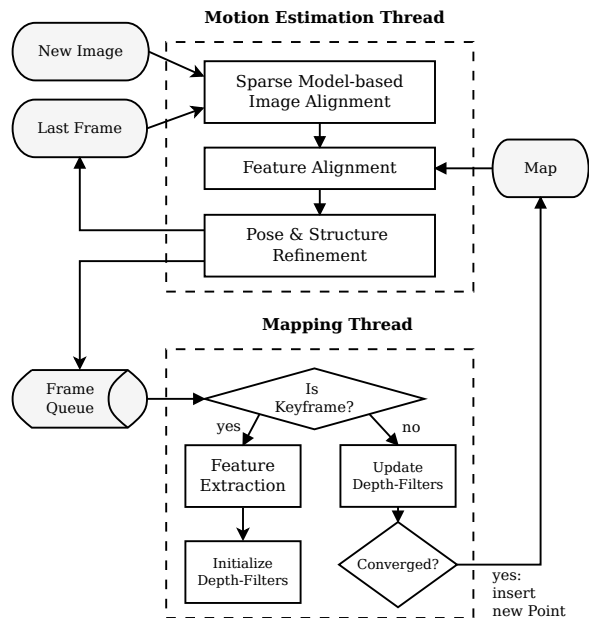 Motion Estimation Thread
New Image
Sparse Model-based
Image Alignment
Last Frame
Feature Alignment
Map
Pose & Structure
Refinement
Mapping Thread
Frame
Queue
Is
Keyframe?
yes
no
Feature
Extraction
Update
Depth-Filters
Initialize
Depth-Filters
Converged?
yes:
insert
new Point